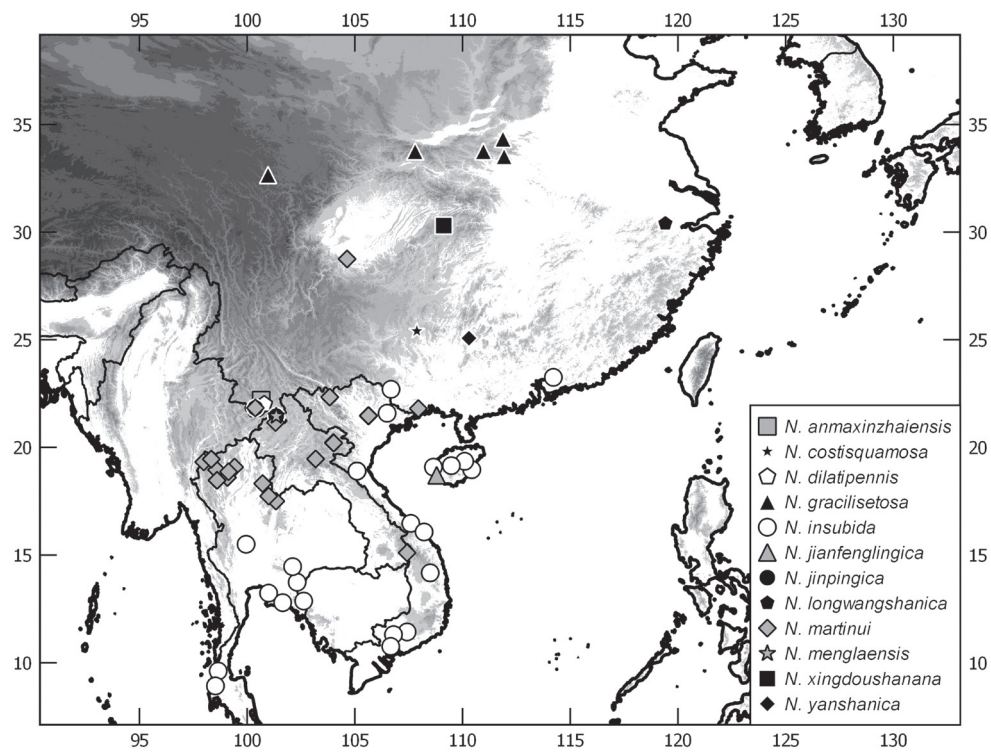 95 100 105 110 115 120 125 130
35 35
30 30
25 25
20 20
15 15
10 10
N. anmaxinzhaiensis
N. costisquamosa
N. dilatipennis
N. gracilisetosa
N. insubida
N. jianfenglingica
N. jinpingica
N. longwangshanica
N. martinui
N. menglaensis
N. xingdoushanana
N. yanshanica
95 100 105 110 115 120 125 130